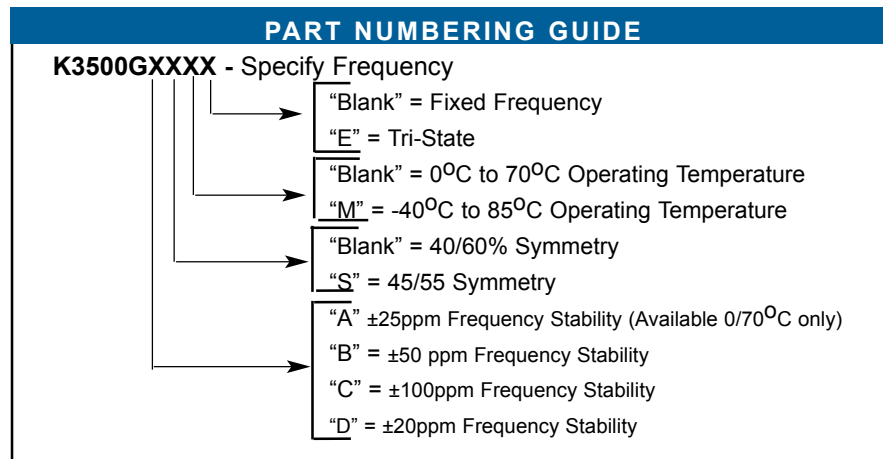 PART NUMBERING GUIDE
K3500GXXXX - Specify Frequency
“Blank” = Fixed Frequency
“E” = Tri-State
“Blank” = 0ºC to 70ºC Operating Temperature
“M” = -40ºC to 85ºC Operating Temperature
“Blank” = 40/60% Symmetry
“S” = 45/55 Symmetry
“A” ±25ppm Frequency Stability (Available 0/70ºC only)
“B” = ±50 ppm Frequency Stability
“C” = ±100ppm Frequency Stability
“D” = ±20ppm Frequency Stability